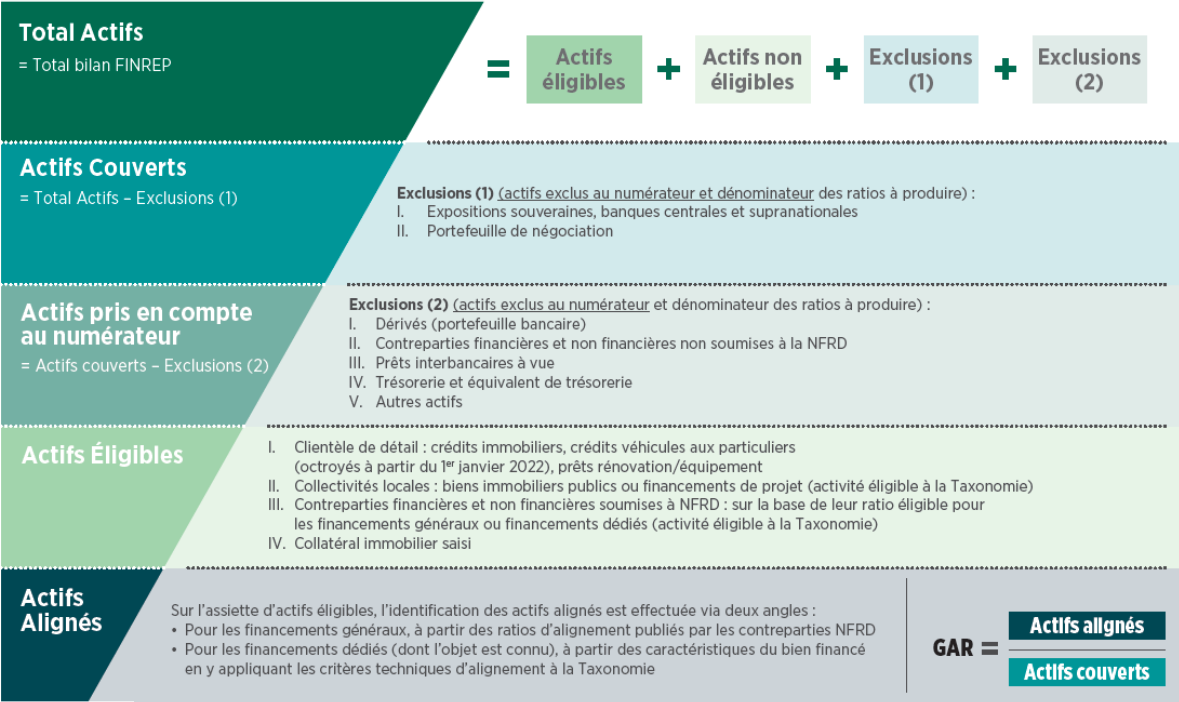 Total Actifs
= Total bilan FINREP
= Actifs éligibles + Actifs non éligibles + Exclusions (1) + Exclusions (2)
Actifs Couverts
= Total Actifs – Exclusions (1)
Exclusions (1) (actifs exclus au numérateur et dénominateur des ratios à produire) :
I. Expositions souveraines, banques centrales et supranationales
II. Portefeuille de négociation
Actifs pris en compte
au numérateur
= Actifs couverts – Exclusions (2)
Exclusions (2) (actifs exclus au numérateur et dénominateur des ratios à produire) :
I. Dérivés (portefeuille bancaire)
II. Contreparties financières et non financières non soumises à la NFRD
III. Prêts interbancaires à vue
IV. Trésorerie et équivalent de trésorerie
V. Autres actifs
Actifs Éligibles
I. Clientèle de détail : crédits immobiliers, crédits véhicules aux particuliers
(octroyés à partir du 1er janvier 2022), prêts rénovation/équipement
II. Collectivités locales : biens immobiliers publics ou financements de projet (activité éligible à la Taxonomie)
III. Contreparties financières et non financières soumises à NFRD : sur la base de leur ratio éligible pour
les financements généraux ou financements dédiés (activité éligible à la Taxonomie)
IV. Collatéral immobilier saisi
Actifs
Alignés
Sur l'assiette d'actifs éligibles, l'identification des actifs alignés est effectuée via deux angles :
• Pour les financements généraux, à partir des ratios d'alignement publiés par les contreparties NFRD
• Pour les financements dédiés (dont l'objet est connu), à partir des caractéristiques du bien financé
en y appliquant les critères techniques d'alignement à la Taxonomie
GAR =
Actifs alignés
Actifs couverts